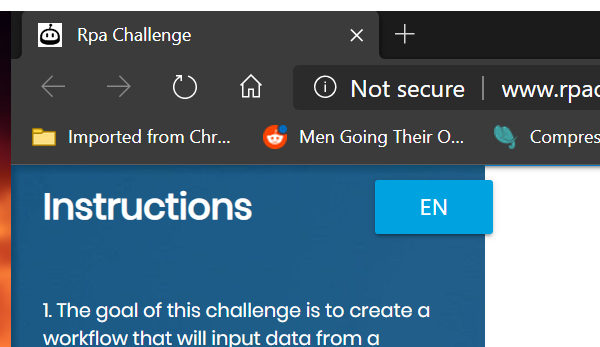 Rpa Challenge
Not secure www.rpac
Imported from Chr... Men Going Their O... Compres
Instructions
EN
1. The goal of this challenge is to create a
workflow that will input data from a